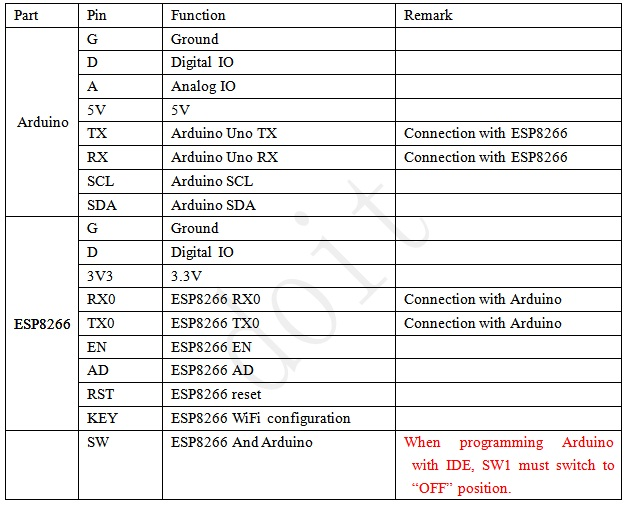 Part Pin Function Remark
Arduino G Ground
D Digital IO
A Analog IO
5V 5V
TX Arduino Uno TX Connection with ESP8266
RX Arduino Uno RX Connection with ESP8266
SCL Arduino SCL
SDA Arduino SDA
ESP8266 G Ground
D Digital IO
3V3 3.3V
RX0 ESP8266 RX0 Connection with Arduino
TX0 ESP8266 TX0 Connection with Arduino
EN ESP8266 EN
AD ESP8266 AD
RST ESP8266 reset
KEY ESP8266 WiFi configuration
SW ESP8266 And Arduino When programming Arduino
with IDE, SW1 must switch to
“OFF” position.
doit